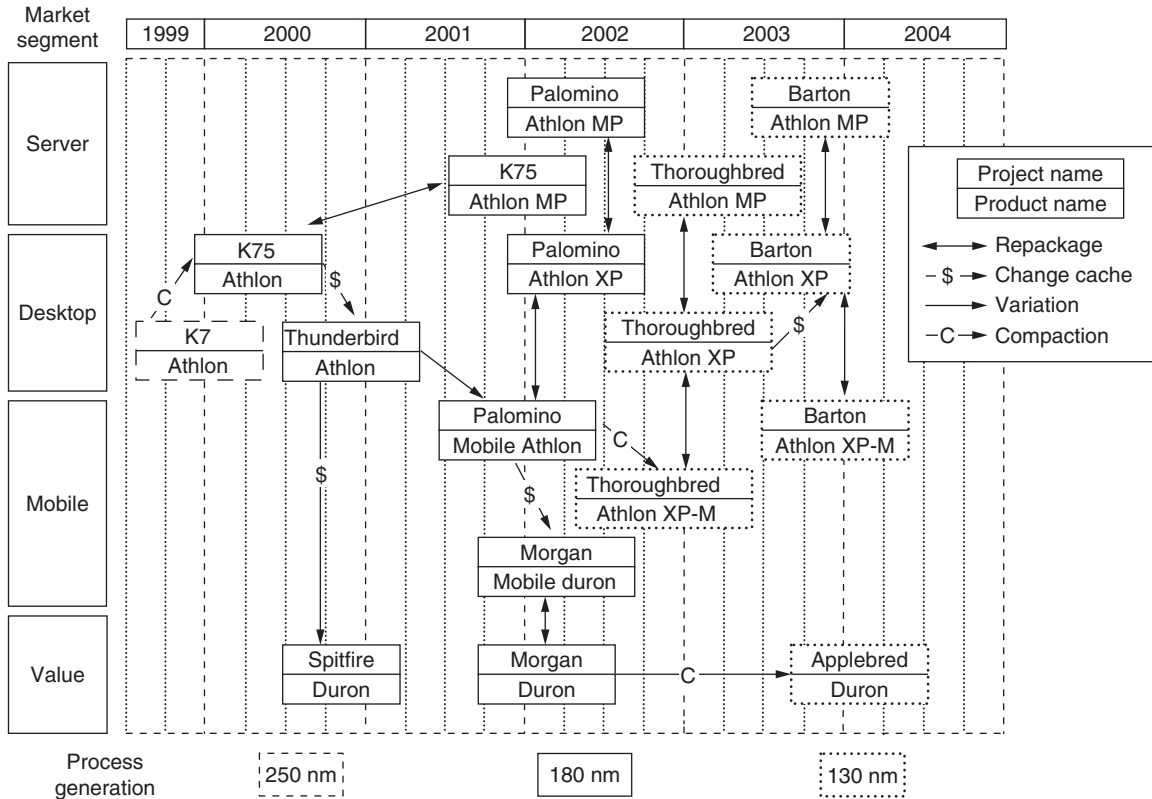 Market
segment
1999
2000
2001
2002
2003
2004
Server
Palomino
Athlon MP
Barton
Athlon MP
K75
Athlon MP
Thoroughbred
Athlon MP
Desktop
K75
Athlon
Palomino
Athlon XP
Barton
Athlon XP
C
$
K7
Athlon
Thunderbird
Athlon
Thoroughbred
Athlon XP
$
Mobile
Palomino
Mobile Athlon
Barton
Athlon XP-M
C
$
$
Thoroughbred
Athlon XP-M
Morgan
Mobile duron
Value
Spitfire
Duron
Morgan
Duron
C
Applebred
Duron
Project name
Product name
Repackage
$ Change cache
Variation
C Compaction
Process
generation
250 nm
180 nm
130 nm